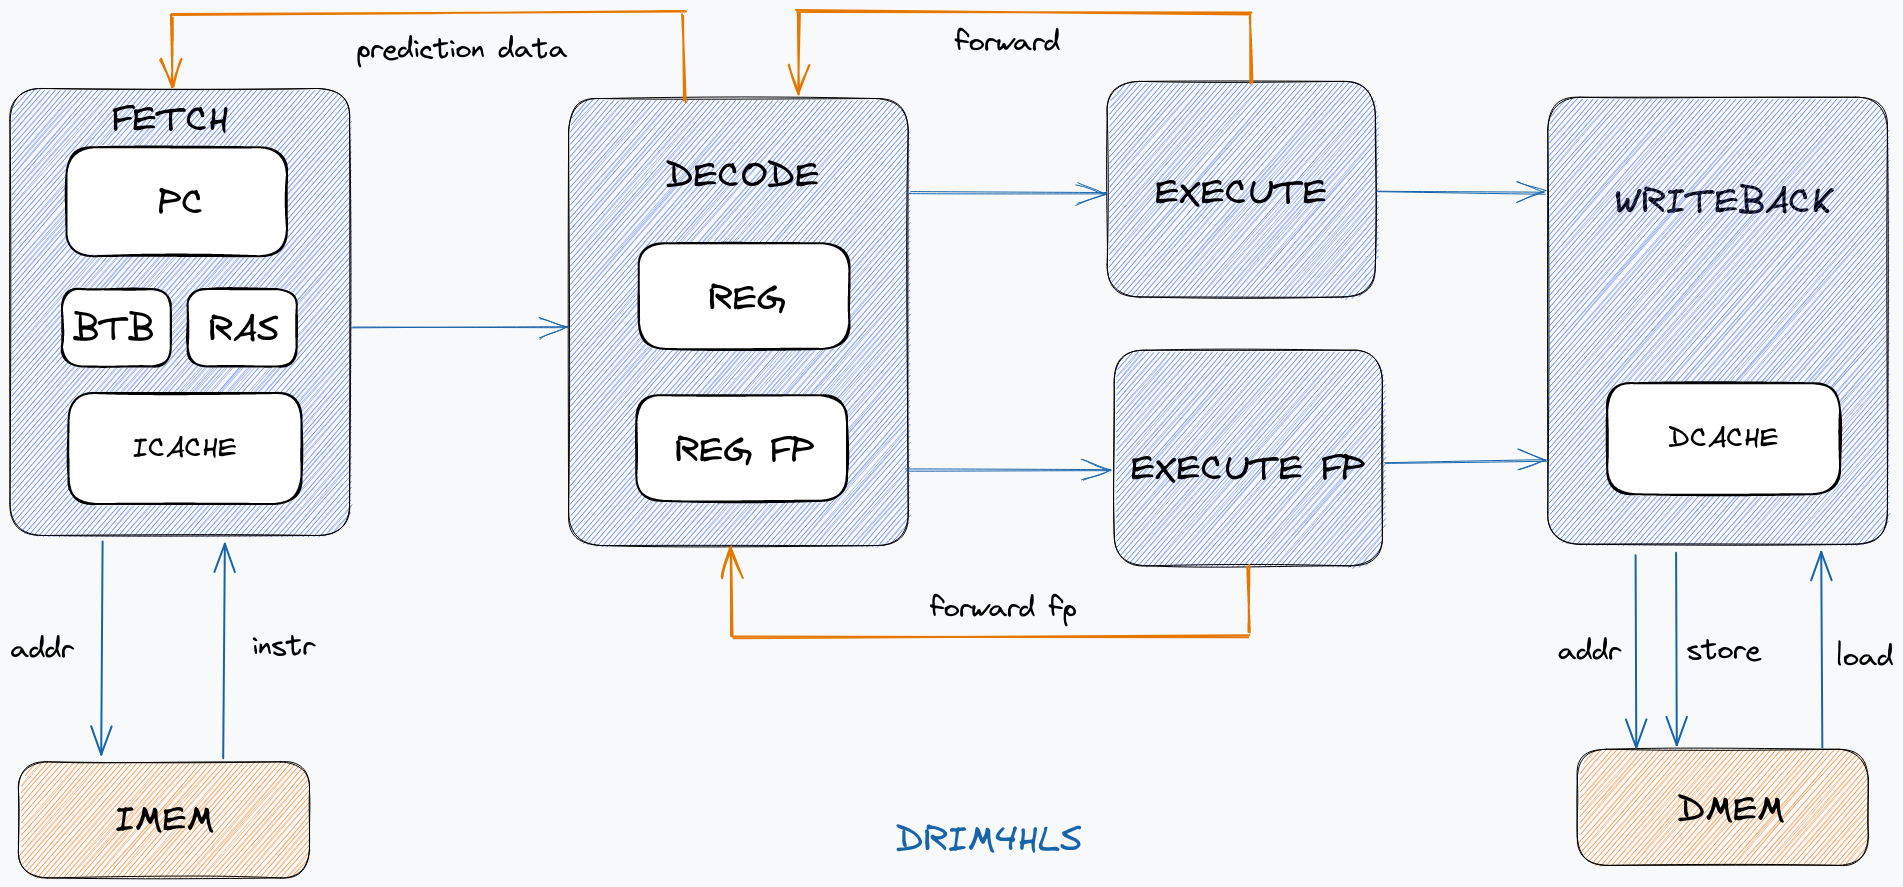 prediction data
forward
FETCH
PC
BTB
RAS
ICACHE
DECODE
REG
REG FP
EXECUTE
EXECUTE FP
WRITEBACK
DCACHE
forward fp
addr
instr
addr
store
load
IMEM
DMEM
DRIM4HLS